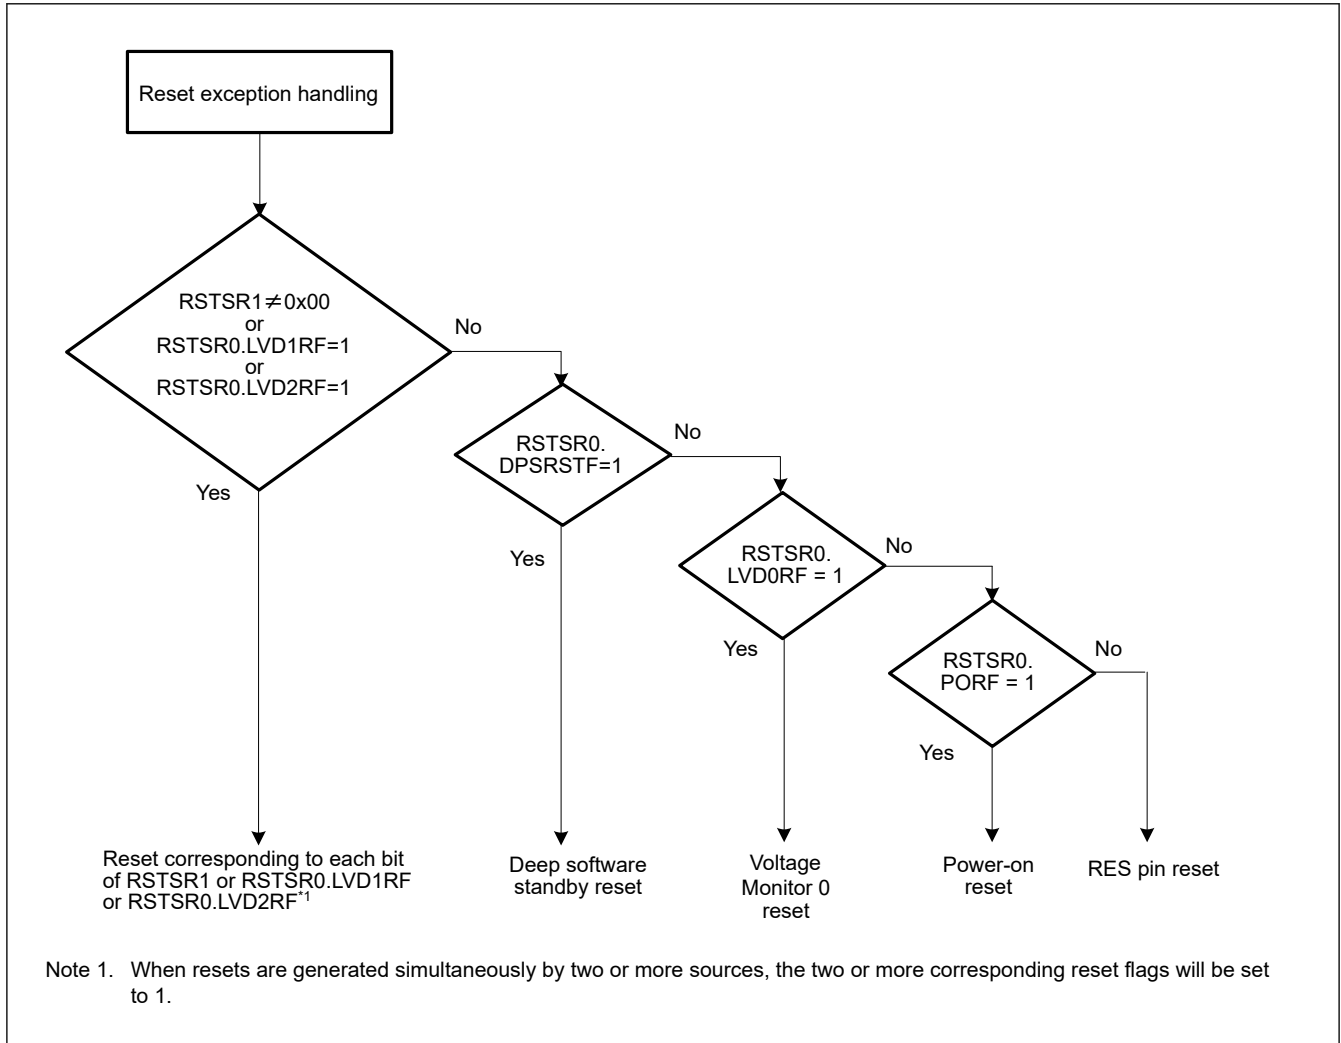 Reset exception handling
RSTSR1≠0x00
or
RSTSR0.LVD1RF=1
or
RSTSR0.LVD2RF=1
No
Yes
RSTSR0.
DPSRSTF=1
No
Yes
RSTSR0.
LVD0RF = 1
No
Yes
RSTSR0.
PORF = 1
No
Yes
Reset corresponding to each bit
of RSTSR1 or RSTSR0.LVD1RF
or RSTSR0.LVD2RF*1
Deep software
standby reset
Voltage
Monitor 0
reset
Power-on
reset
RES pin reset
Note 1. When resets are generated simultaneously by two or more sources, the two or more corresponding reset flags will be set
to 1.